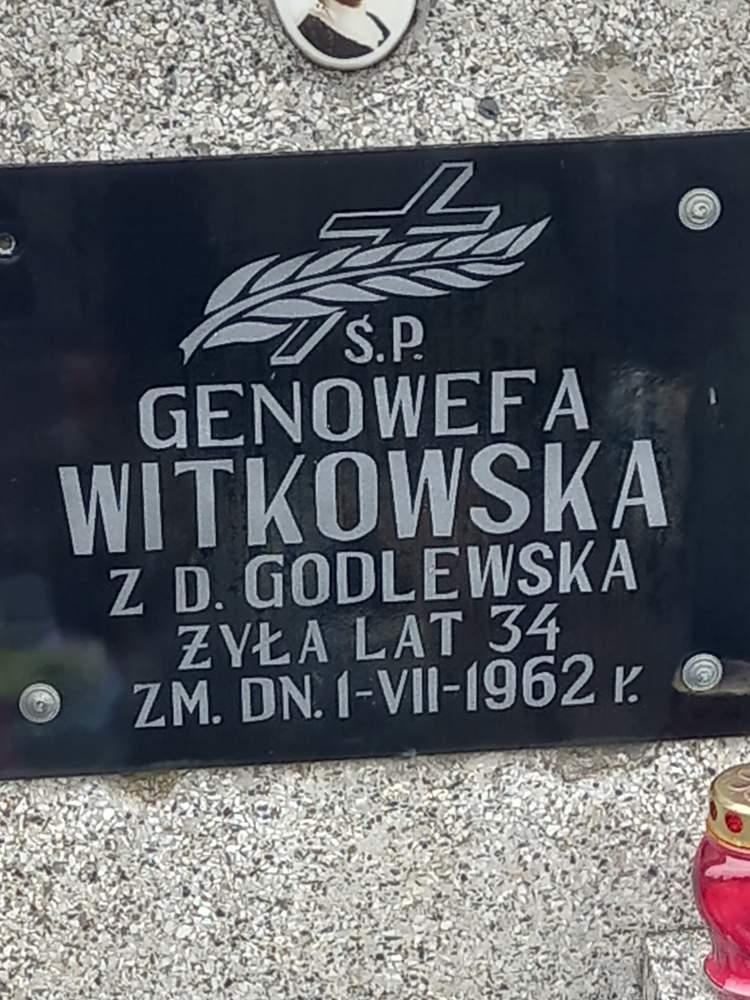 Ś.P.
GENOWEFA
WITKOWSKA
Z D. GODLEWSKA
ŻYŁA LAT 34
ZM. DN. 1-VII-1962 r.